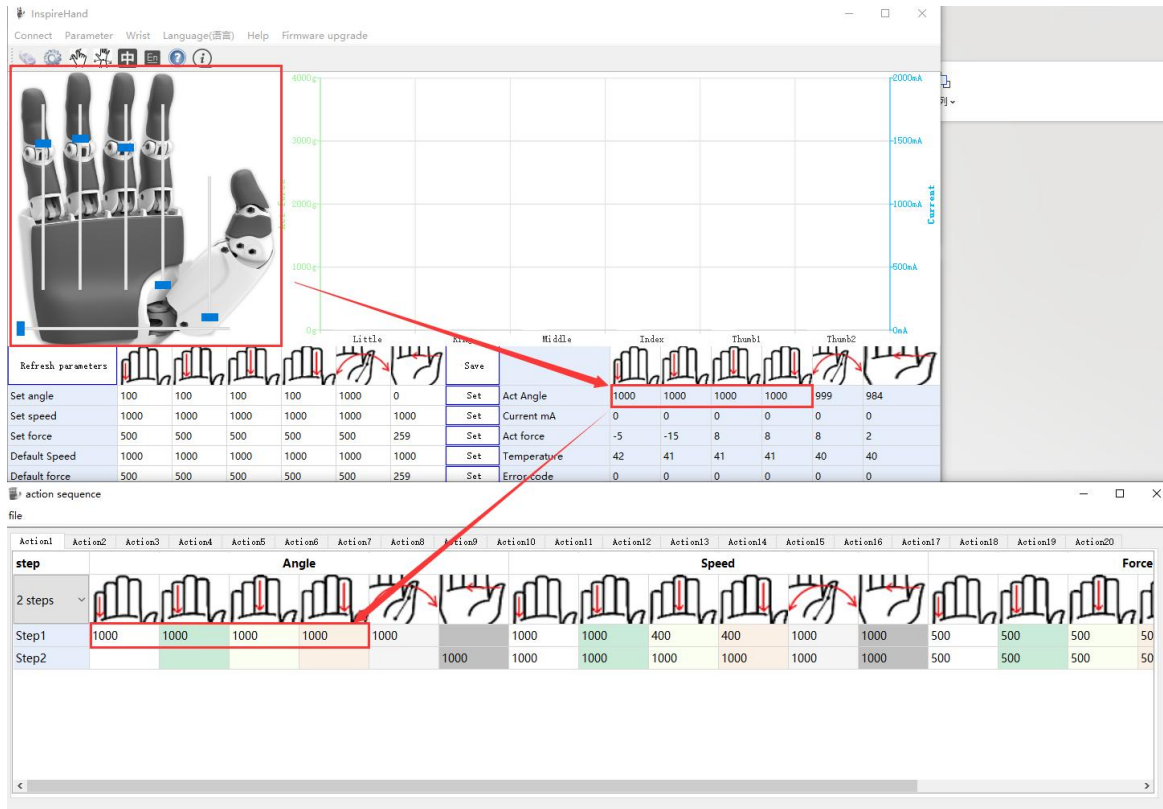 InspireHand
Connect Parameter Wrist Language(语言) Help Firmware upgrade
中 En ? i
4000g 2000mA
列
3000g 1500mA
2000g 1000mA
Current
1000g 500mA
0g 0mA
Little Middle Index Thumb1 Thumb2
Refresh parameters Save
Set angle 100 100 100 100 1000 0 Set Act Angle 1000 1000 1000 1000 999 984
Set speed 1000 1000 1000 1000 1000 1000 Set Current mA 0 0 0 0 0 0
Set force 500 500 500 500 500 259 Set Act force -5 -15 8 8 8 2
Default Speed 1000 1000 1000 1000 1000 1000 Set Temperature 42 41 41 41 40 40
Default force 500 500 500 500 500 259 Set Error code 0 0 0 0 0 0
action sequence
file
Action1 Action2 Action3 Action4 Action5 Action6 Action7 Action8 Action9 Action10 Action11 Action12 Action13 Action14 Action15 Action16 Action17 Action18 Action19 Action20
step Angle Speed Force
2 steps
Step1 1000 1000 1000 1000 1000 1000 1000 400 400 1000 1000 500 500 500 50
Step2 1000 1000 1000 1000 1000 1000 1000 500 500 500 50